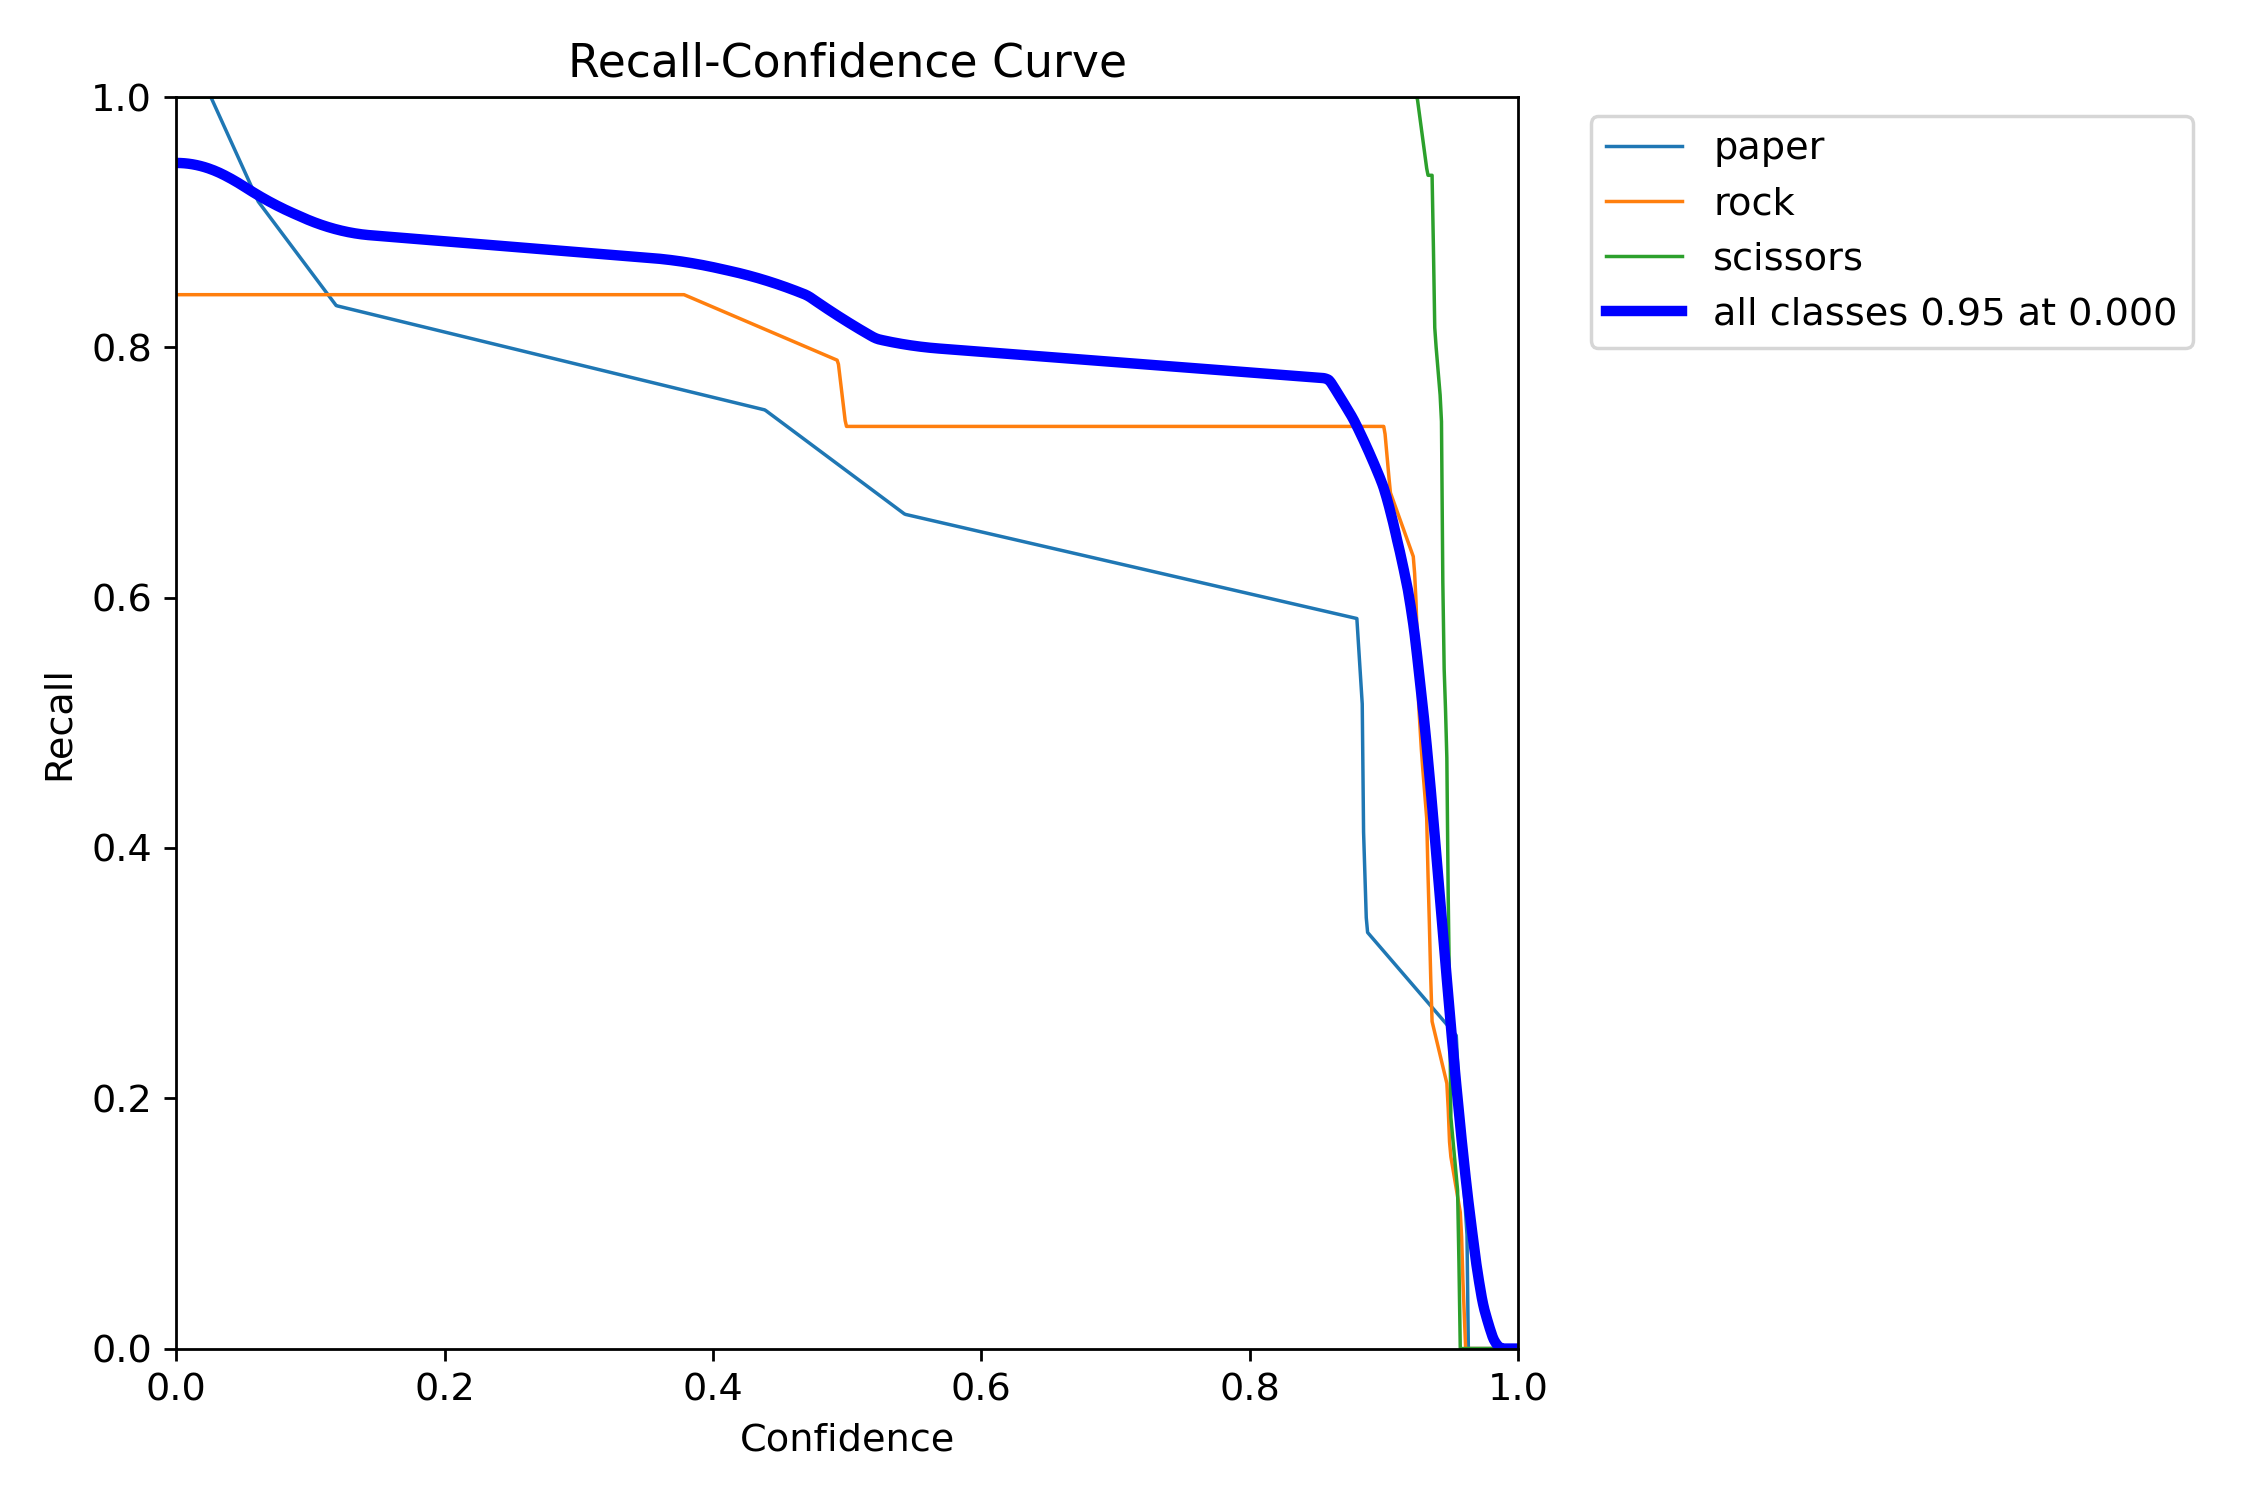 Recall-Confidence Curve
1.0
0.8
0.6
0.4
0.2
0.0
Recall
0.0 0.2 0.4 0.6 0.8 1.0
Confidence
paper
rock
scissors
all classes 0.95 at 0.000